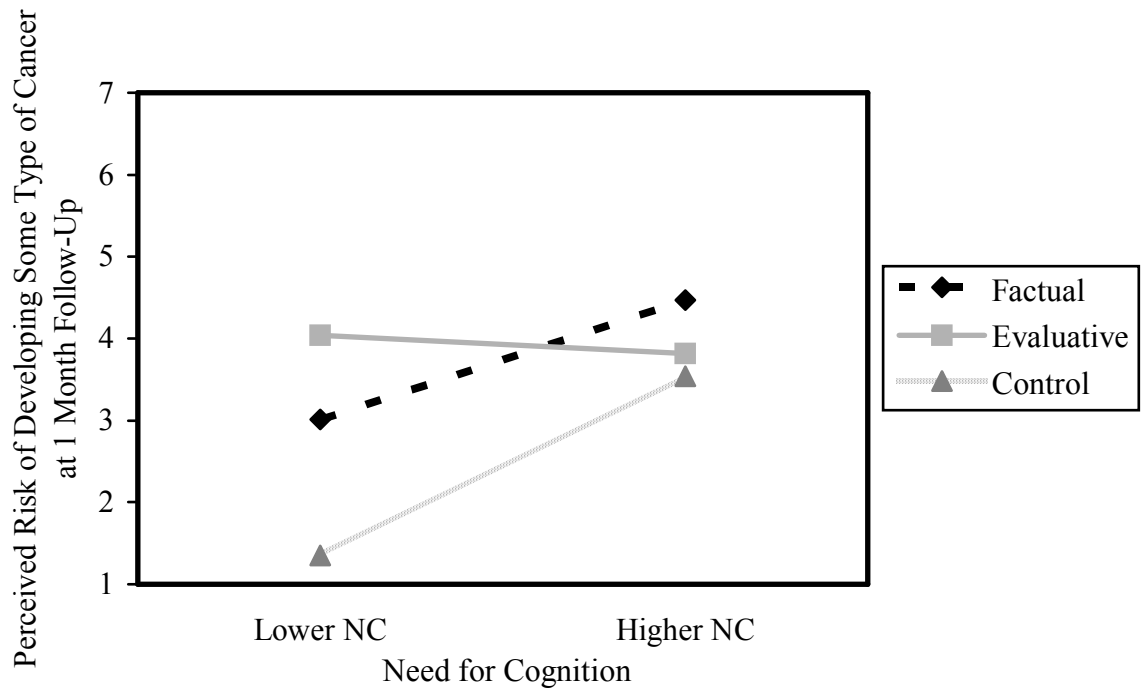 Perceived Risk of Developing Some Type of Cancer
at 1 Month Follow-Up
7
6
5
4
3
2
1
Lower NC
Higher NC
Need for Cognition
Factual
Evaluative
Control